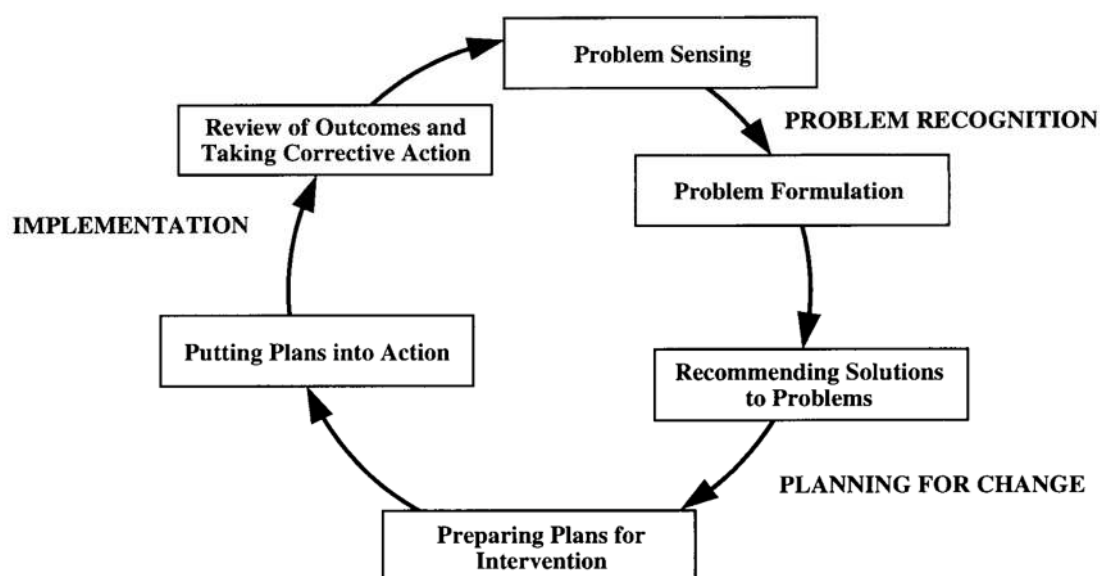 Problem Sensing
PROBLEM RECOGNITION
Review of Outcomes and
Taking Corrective Action
Problem Formulation
IMPLEMENTATION
Putting Plans into Action
Recommending Solutions
to Problems
PLANNING FOR CHANGE
Preparing Plans for
Intervention